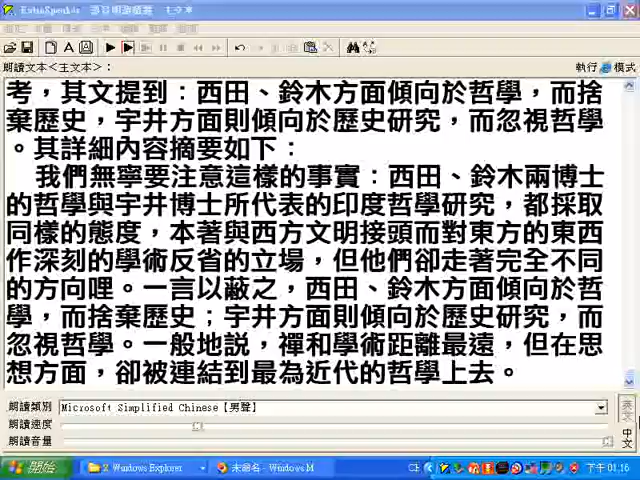 朗讀文本<主文本>：
執行 模式
考，其文提到：西田、鈴木方面傾向於哲學，而捨
棄歷史，宇井方面則傾向於歷史研究，而忽視哲學
。其詳細內容摘要如下：
我們無寧要注意這樣的事實：西田、鈴木兩博士
的哲學與宇井博士所代表的印度哲學研究，都採取
同樣的態度，本著與西方文明接頭而對東方的東西
作深刻的學術反省的立場，但他們卻走著完全不同
的方向哩。一言以蔽之，西田、鈴木方面傾向於哲
學，而捨棄歷史；宇井方面則傾向於歷史研究，而
忽視哲學。一般地説，禪和學術距離最遠，但在思
想方面，卻被連結到最為近代的哲學上去。
朗讀類別 Microsoft Simplified Chinese【男聲】
英文
朗讀速度
中文
朗讀音量
開始 2 Windows Explorer 未命名 - Windows M 下午 01:16